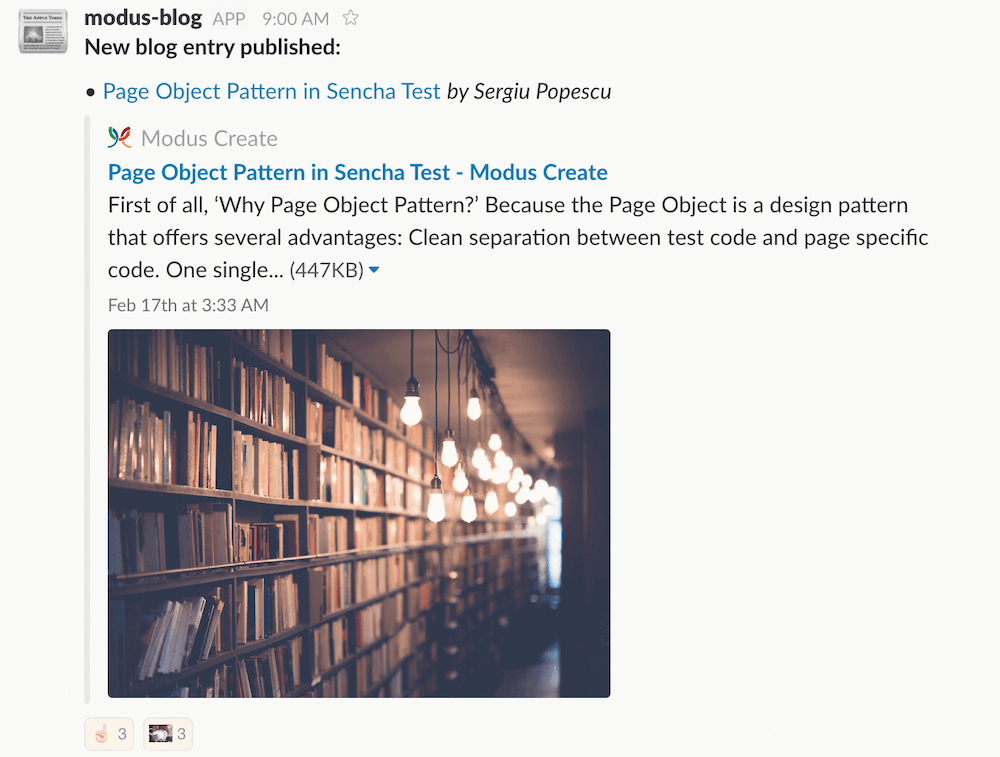 modus-blog APP 9:00 AM
New blog entry published:
• Page Object Pattern in Sencha Test by Sergiu Popescu
Modus Create
Page Object Pattern in Sencha Test - Modus Create
First of all, ‘Why Page Object Pattern?’ Because the Page Object is a design pattern
that offers several advantages: Clean separation between test code and page specific
code. One single... (447KB)
Feb 17th at 3:33 AM
3 3